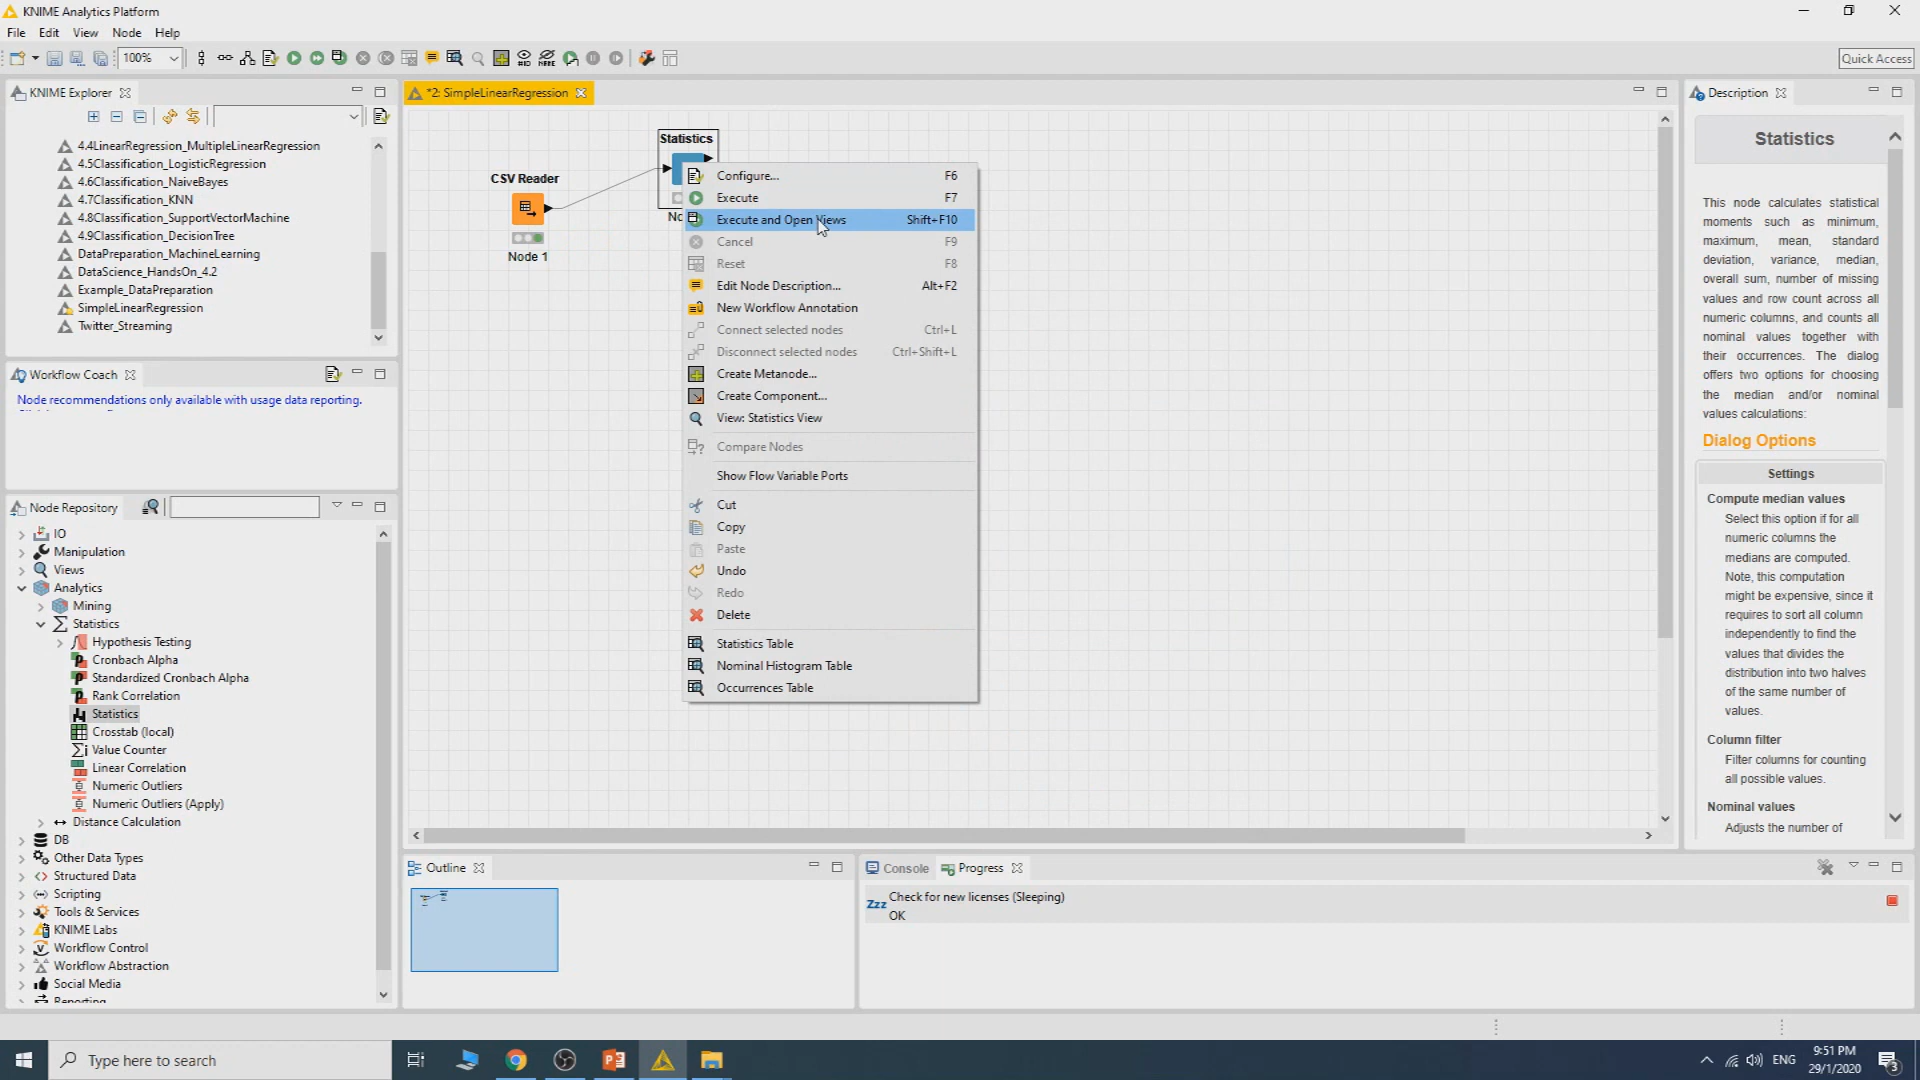 KNIME Analytics Platform
File Edit View Node Help
100%
Quick Access
KNIME Explorer
4.4LinearRegression_MultipleLinearRegression
4.5Classification_LogisticRegression
4.6Classification_NaiveBayes
4.7Classification_KNN
4.8Classification_SupportVectorMachine
4.9Classification_DecisionTree
DataPreparation_MachineLearning
DataScience_HandsOn_4.2
Example_DataPreparation
SimpleLinearRegression
Twitter_Streaming
Workflow Coach
Node recommendations only available with usage data reporting.
Node Repository
IO
Manipulation
Views
Analytics
Mining
Statistics
Hypothesis Testing
Cronbach Alpha
Standardized Cronbach Alpha
Rank Correlation
Statistics
Crosstab (local)
Value Counter
Linear Correlation
Numeric Outliers
Numeric Outliers (Apply)
Distance Calculation
DB
Other Data Types
Structured Data
Scripting
Tools & Services
KNIME Labs
Workflow Control
Workflow Abstraction
Social Media
Reporting
*2: SimpleLinearRegression
Statistics
CSV Reader
Node 1
Configure... F6
Execute F7
Execute and Open Views Shift+F10
Cancel F9
Reset F8
Edit Node Description... Alt+F2
New Workflow Annotation
Connect selected nodes Ctrl+L
Disconnect selected nodes Ctrl+Shift+L
Create Metanode...
Create Component...
View: Statistics View
Compare Nodes
Show Flow Variable Ports
Cut
Copy
Paste
Undo
Redo
Delete
Statistics Table
Nominal Histogram Table
Occurrences Table
Outline
Console Progress
Check for new licenses (Sleeping)
OK
Description
Statistics
This node calculates statistical
moments such as minimum,
maximum, mean, standard
deviation, variance, median,
overall sum, number of missing
values and row count across all
numeric columns, and counts all
nominal values together with
their occurrences. The dialog
offers two options for choosing
the median and/or nominal
values calculations:
Dialog Options
Settings
Compute median values
Select this option if for all
numeric columns the
medians are computed.
Note, this computation
might be expensive, since it
requires to sort all column
independently to find the
values that divides the
distribution into two halves
of the same number of
values.
Column filter
Filter columns for counting
all possible values.
Nominal values
Adjusts the number of
Type here to search
ENG
9:51 PM
29/1/2020
3